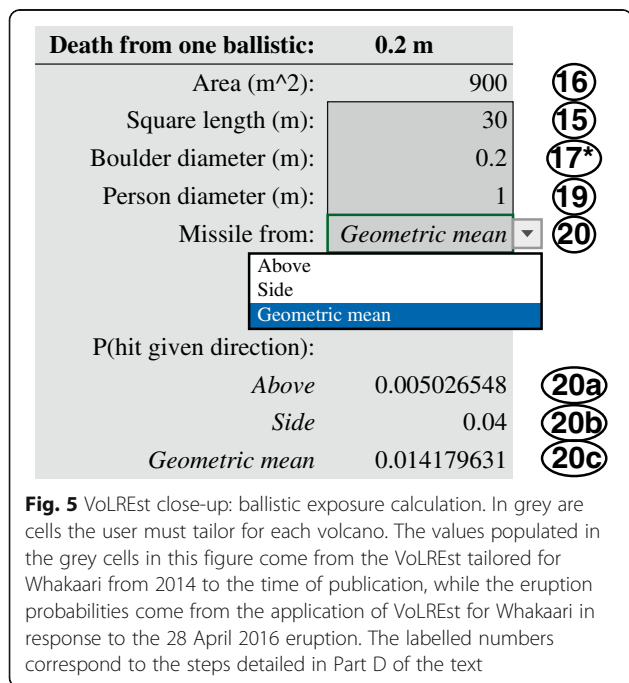 Death from one ballistic: 0.2 m
Area (m^2): 900 16
Square length (m): 30 15
Boulder diameter (m): 0.2 17*
Person diameter (m): 1 19
Missile from: Geometric mean 20
Above
Side
Geometric mean
P(hit given direction):
Above 0.005026548 20a
Side 0.04 20b
Geometric mean 0.014179631 20c
Fig. 5 VoLREst close-up: ballistic exposure calculation. In grey are
cells the user must tailor for each volcano. The values populated in
the grey cells in this figure come from the VoLREst tailored for
Whakaari from 2014 to the time of publication, while the eruption
probabilities come from the application of VoLREst for Whakaari in
response to the 28 April 2016 eruption. The labelled numbers
correspond to the steps detailed in Part D of the text